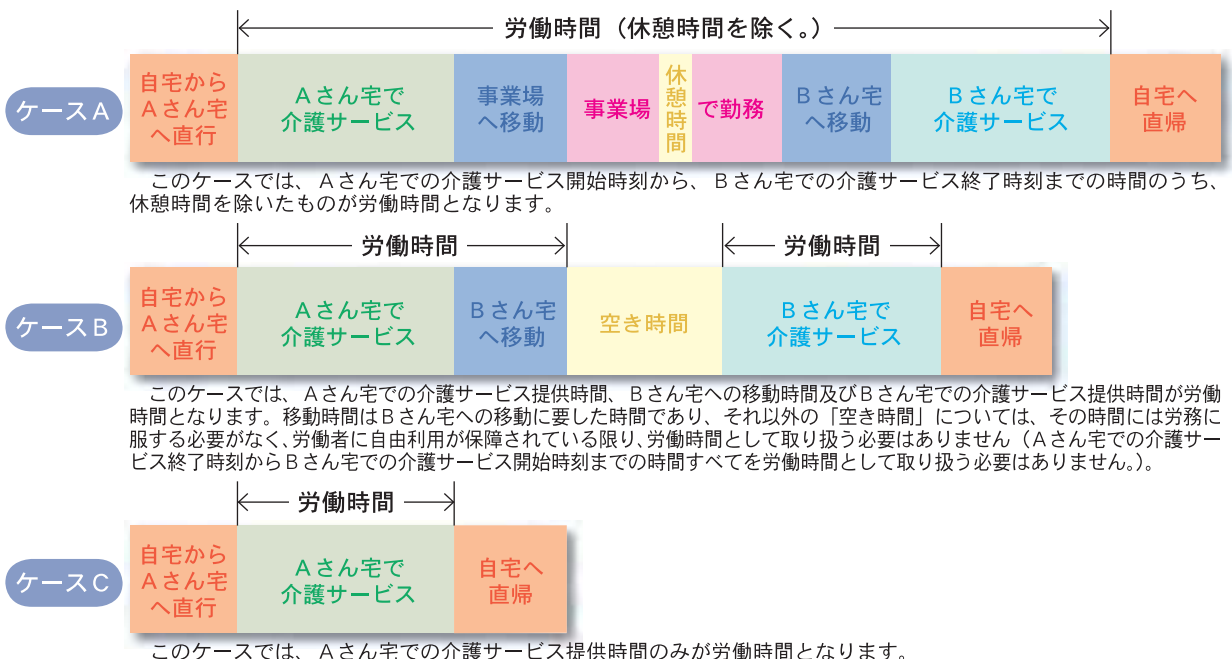 労働時間（休憩時間を除く。）
ケースA
自宅から
Aさん宅
へ直行
Aさん宅で
介護サービス
事業場
へ移動
事業場
休憩時間
で勤務
Bさん宅
へ移動
Bさん宅で
介護サービス
自宅へ
直帰
このケースでは、Aさん宅での介護サービス開始時刻から、Bさん宅での介護サービス終了時刻までの時間のうち、
休憩時間を除いたものが労働時間となります。
労働時間
労働時間
ケースB
自宅から
Aさん宅
へ直行
Aさん宅で
介護サービス
Bさん宅
へ移動
空き時間
Bさん宅で
介護サービス
自宅へ
直帰
このケースでは、Aさん宅での介護サービス提供時間、Bさん宅への移動時間及びBさん宅での介護サービス提供時間が労働
時間となります。移動時間はBさん宅への移動に要した時間であり、それ以外の「空き時間」については、その時間には労務に
服する必要がなく、労働者に自由利用が保障されている限り、労働時間として取り扱う必要はありません（Aさん宅での介護サー
ビス終了時刻からBさん宅での介護サービス開始時刻までの時間すべてを労働時間として取り扱う必要はありません。）。
労働時間
ケースC
自宅から
Aさん宅
へ直行
Aさん宅で
介護サービス
自宅へ
直帰
このケースでは、Aさん宅での介護サービス提供時間のみが労働時間となります。